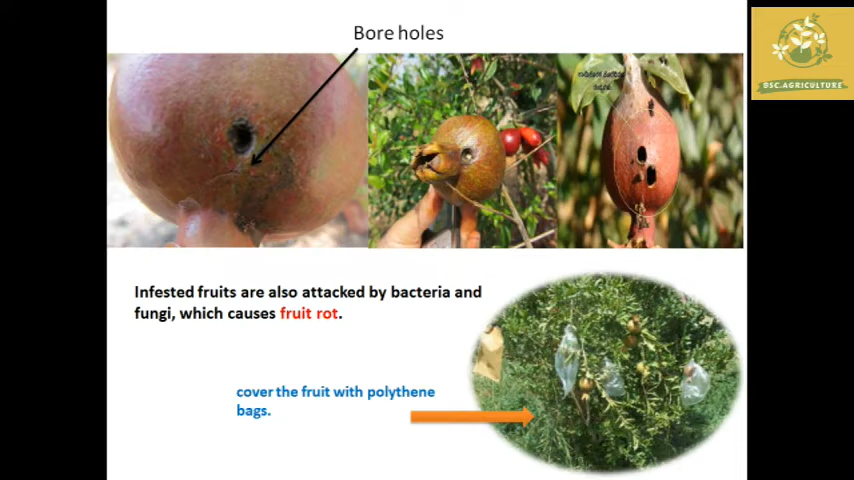 Bore holes
GSC.AGRICULTURE
Infested fruits are also attacked by bacteria and
fungi, which causes fruit rot.
cover the fruit with polythene
bags.